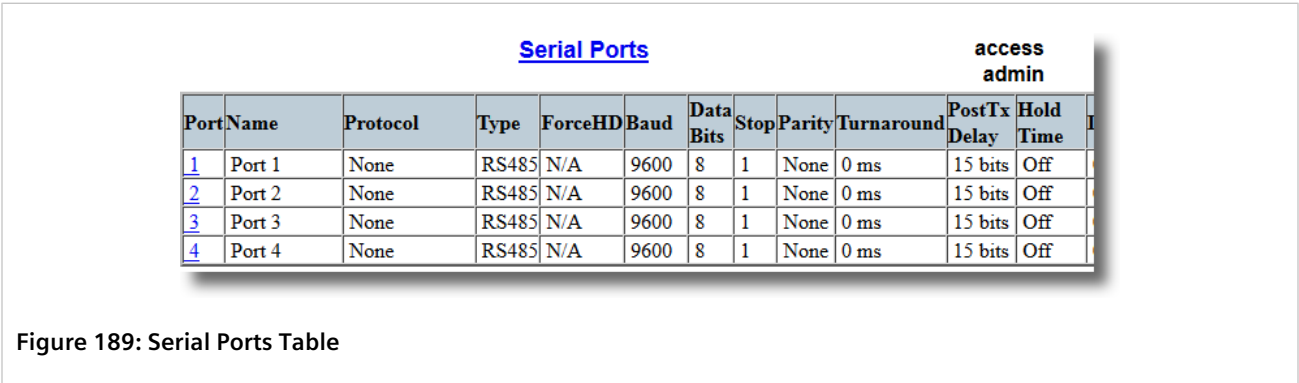 Serial Ports
access
admin
Port Name Protocol Type ForceHD Baud Data Bits Stop Parity Turnaround PostTx Delay Hold Time
1 Port 1 None RS485 N/A 9600 8 1 None 0 ms 15 bits Off
2 Port 2 None RS485 N/A 9600 8 1 None 0 ms 15 bits Off
3 Port 3 None RS485 N/A 9600 8 1 None 0 ms 15 bits Off
4 Port 4 None RS485 N/A 9600 8 1 None 0 ms 15 bits Off
Figure 189: Serial Ports Table